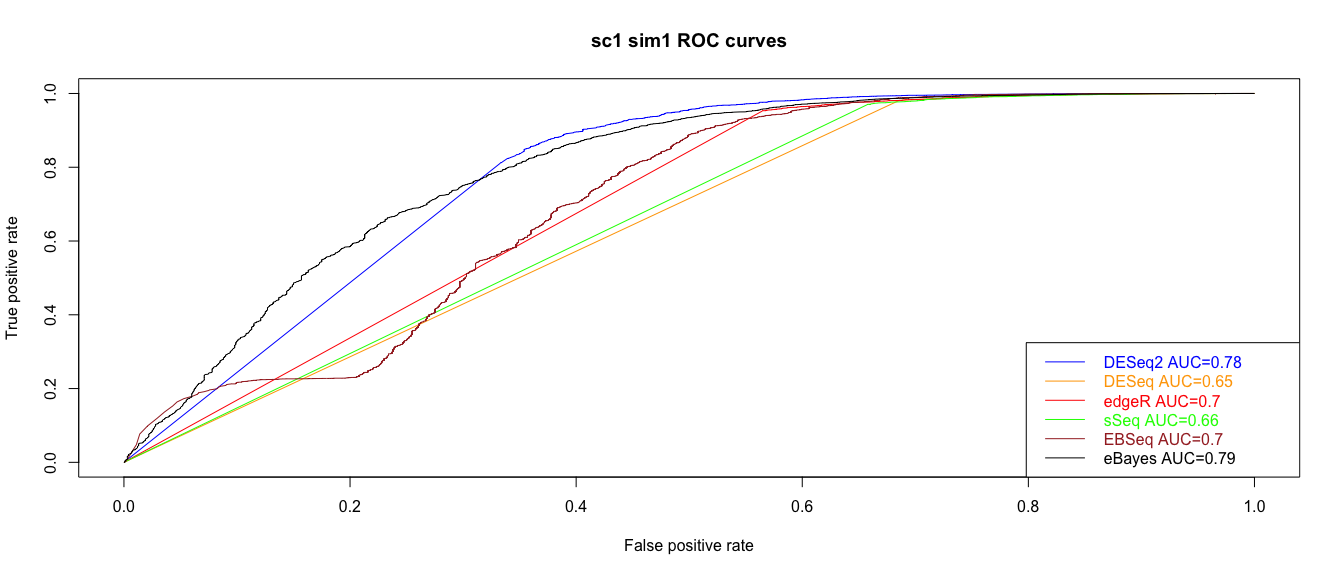 sc1 sim1 ROC curves
True positive rate
1.0
0.8
0.6
0.4
0.2
0.0
DESeq2 AUC=0.78
DESeq AUC=0.65
edgeR AUC=0.7
sSeq AUC=0.66
EBSeq AUC=0.7
eBayes AUC=0.79
0.0 0.2 0.4 0.6 0.8 1.0
False positive rate